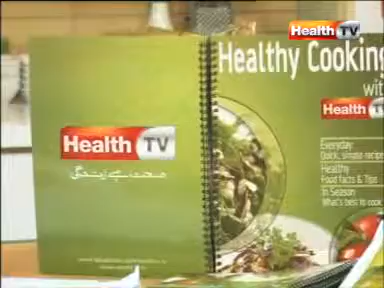 Health TV
Healthy Cooking
with
Health TV
Health TV
صحت ہے زندگی
Everyday
Quick, simple recipe
Healthy
Food facts & Tips
In Season
What's best to cook